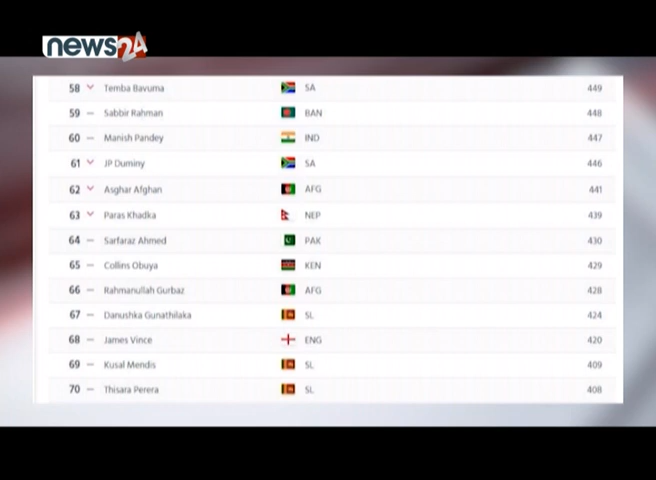 news24
58 Temba Bavuma SA 449
59 — Sabbir Rahman BAN 448
60 — Manish Pandey IND 447
61 JP Duminy SA 446
62 Asghar Afghan AFG 441
63 Paras Khadka NEP 439
64 — Sarfaraz Ahmed PAK 430
65 — Collins Obuya KEN 429
66 — Rahmanullah Gurbaz AFG 428
67 — Danushka Gunathilaka SL 424
68 — James Vince ENG 420
69 — Kusal Mendis SL 409
70 — Thisara Perera SL 408